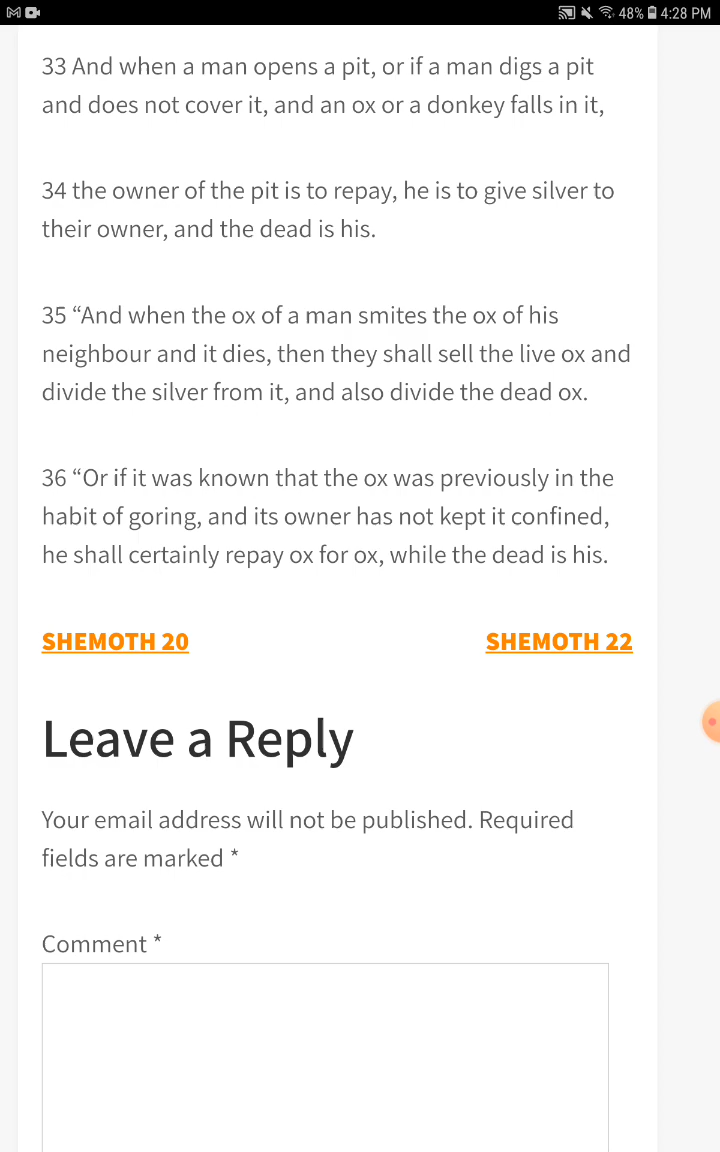 48% 4:28 PM
33 And when a man opens a pit, or if a man digs a pit
and does not cover it, and an ox or a donkey falls in it,
34 the owner of the pit is to repay, he is to give silver to
their owner, and the dead is his.
35 “And when the ox of a man smites the ox of his
neighbour and it dies, then they shall sell the live ox and
divide the silver from it, and also divide the dead ox.
36 “Or if it was known that the ox was previously in the
habit of goring, and its owner has not kept it confined,
he shall certainly repay ox for ox, while the dead is his.
SHEMOTH 20 SHEMOTH 22
Leave a Reply
Your email address will not be published. Required
fields are marked *
Comment *